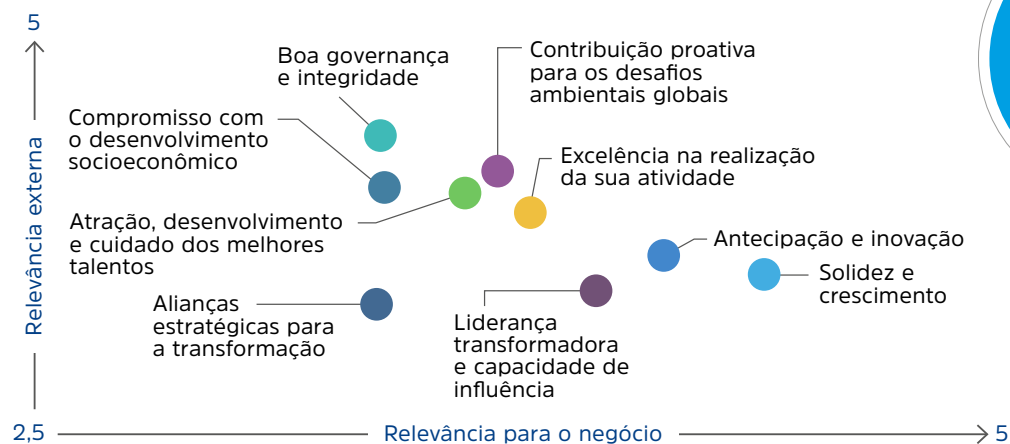 5
Boa governança
e integridade
Contribuição proativa
para os desafios
ambientais globais
Compromisso com
o desenvolvimento
socioeconômico
Excelência na realização
da sua atividade
Relevância externa
Atração, desenvolvimento
e cuidado dos melhores
talentos
Antecipação e inovação
Solidez e
crescimento
Alianças
estratégicas para
a transformação
Liderança
transformadora
e capacidade de
influência
2,5
Relevância para o negócio
5